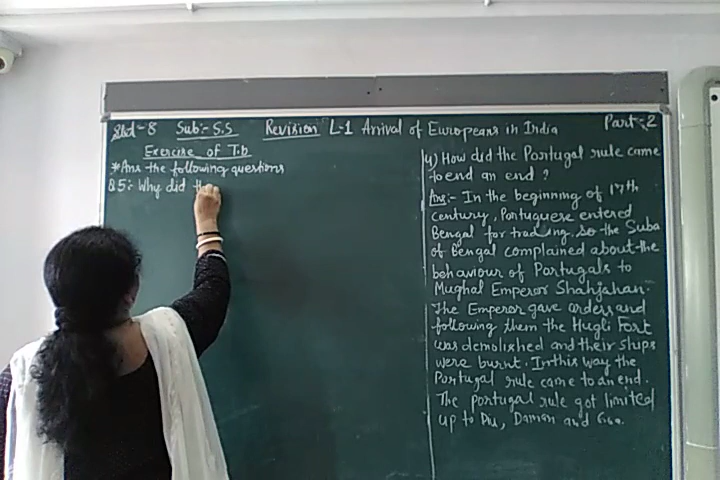 Std-8 Sub:- S.S Revision L-1 Arrival of Europeans in India Part-2
Exercise of T.b
*Ans the following questions
Q5:- Why did the
4) How did the Portugal rule came
to end an end?
Ans:- In the beginning of 17th
century, Portuguese entered
Bengal for trading. So the Suba
of Bengal complained about the
behaviour of Portugals to
Mughal Emperor Shahjahan.
The Emperor gave orders and
following them the Hugli Fort
was demolished and their ships
were burnt. In this way the
Portugal rule came to an end.
The Portugal rule got limited
up to Diu, Daman and Goa.